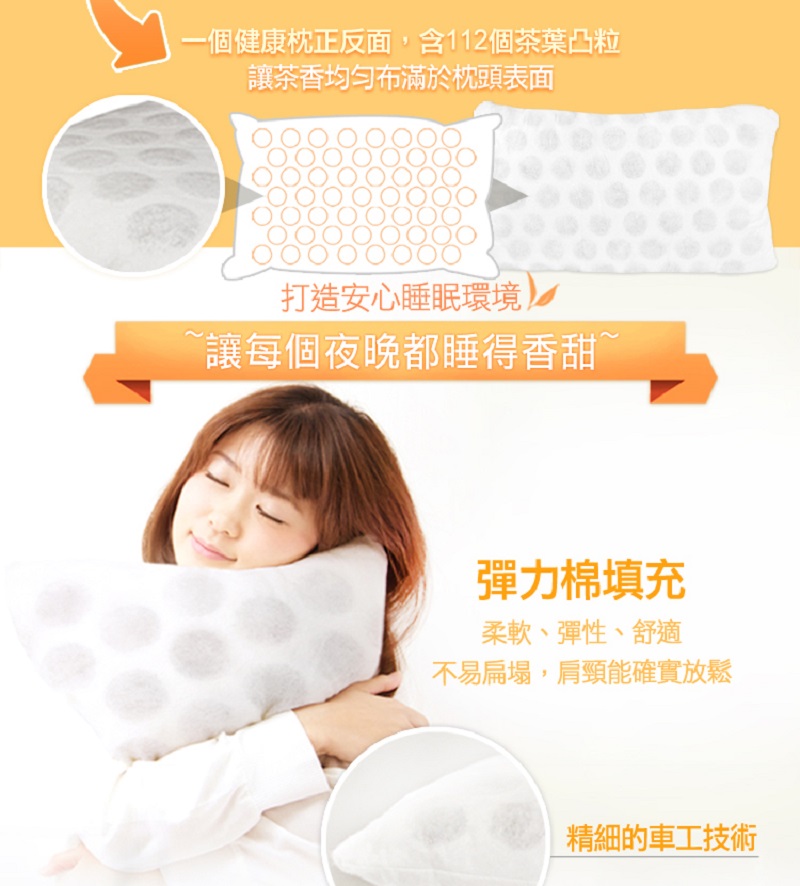 一個健康枕正反面，含112個茶葉凸粒
讓茶香均勻布滿於枕頭表面
打造安心睡眠環境
~讓每個夜晚都睡得香甜~
彈力棉填充
柔軟、彈性、舒適
不易扁塌，肩頸能確實放鬆
精細的車工技術